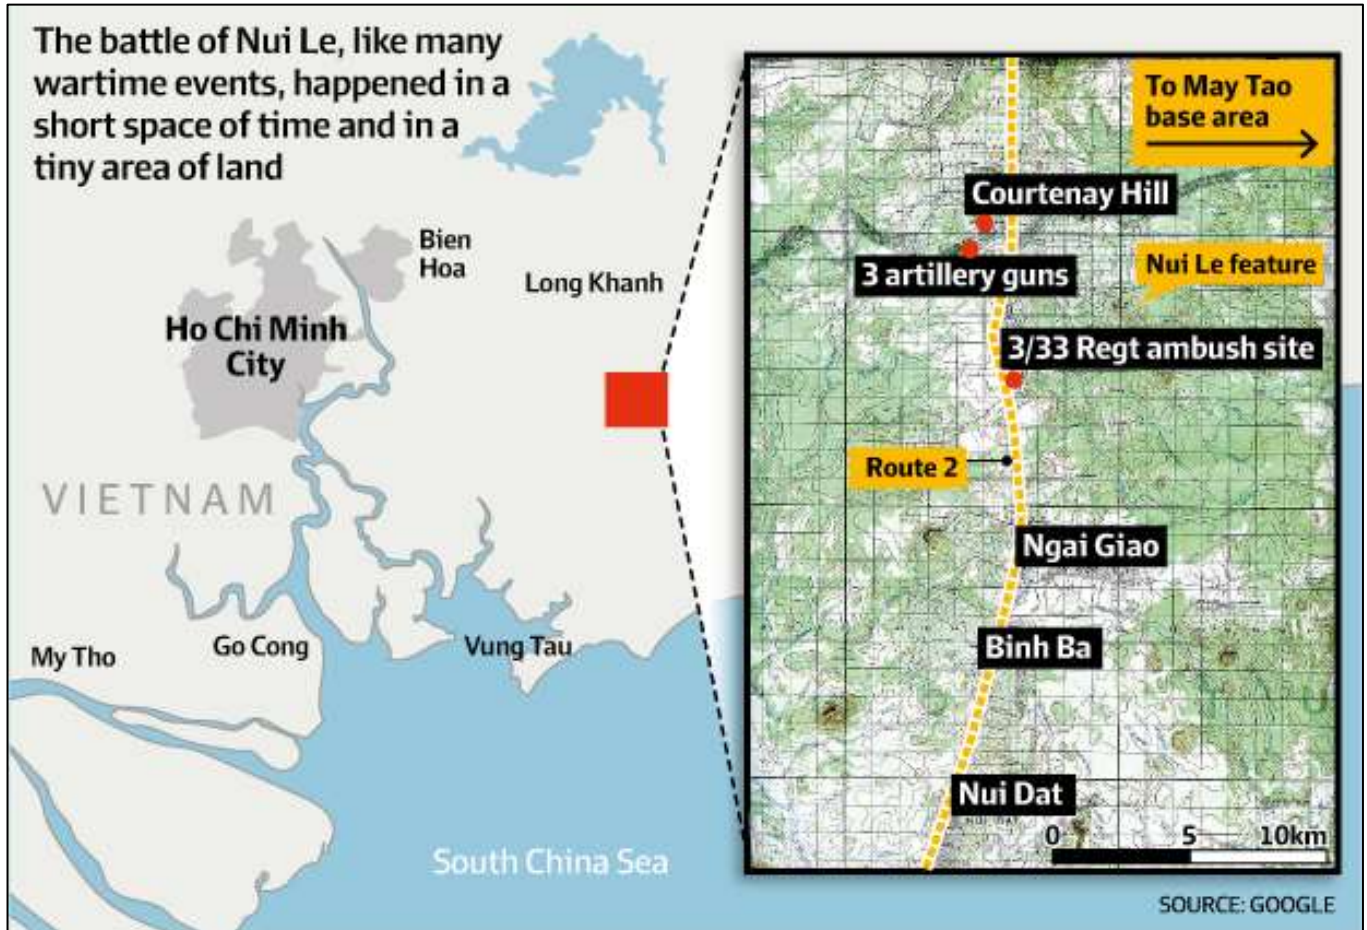 The battle of Nui Le, like many
wartime events, happened in a
short space of time and in a
tiny area of land
Bien
Hoa
Long Khanh
Ho Chi Minh
City
VIETNAM
My Tho
Go Cong
Vung Tau
South China Sea
To May Tao
base area
Courtenay Hill
3 artillery guns
Nui Le feature
3/33 Regt ambush site
Route 2
Ngai Giao
Binh Ba
Nui Dat
0 5 10km
SOURCE: GOOGLE